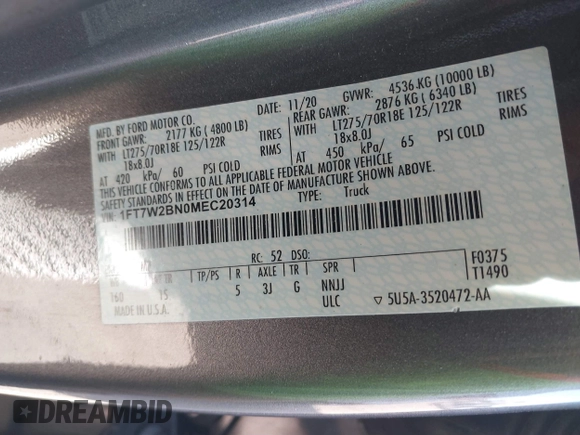 MFD. BY FORD MOTOR CO.
DATE: 11/20 GVWR: 4536 KG (10000 LB)
FRONT GAWR: 2177 KG (4800 LB)
REAR GAWR: 2876 KG (6340 LB)
WITH LT275/70R18E 125/122R TIRES
WITH LT275/70R18E 125/122R TIRES
18x8.0J RIMS
18x8.0J RIMS
AT 420 kPa/ 60 PSI COLD
AT 450 kPa/ 65 PSI COLD
THIS VEHICLE CONFORMS TO ALL APPLICABLE FEDERAL MOTOR VEHICLE
SAFETY STANDARDS IN EFFECT ON THE DATE OF MANUFACTURE SHOWN ABOVE.
VIN: 1FT7W2BN0MEC20314
TYPE: Truck
RC: 52 DSO:
F0375
T1490
TP/PS R AXLE TR SPR
160 15 5 3J G NNJJ
ULC
MADE IN U.S.A.
5U5A-3520472-AA
DREAMBID